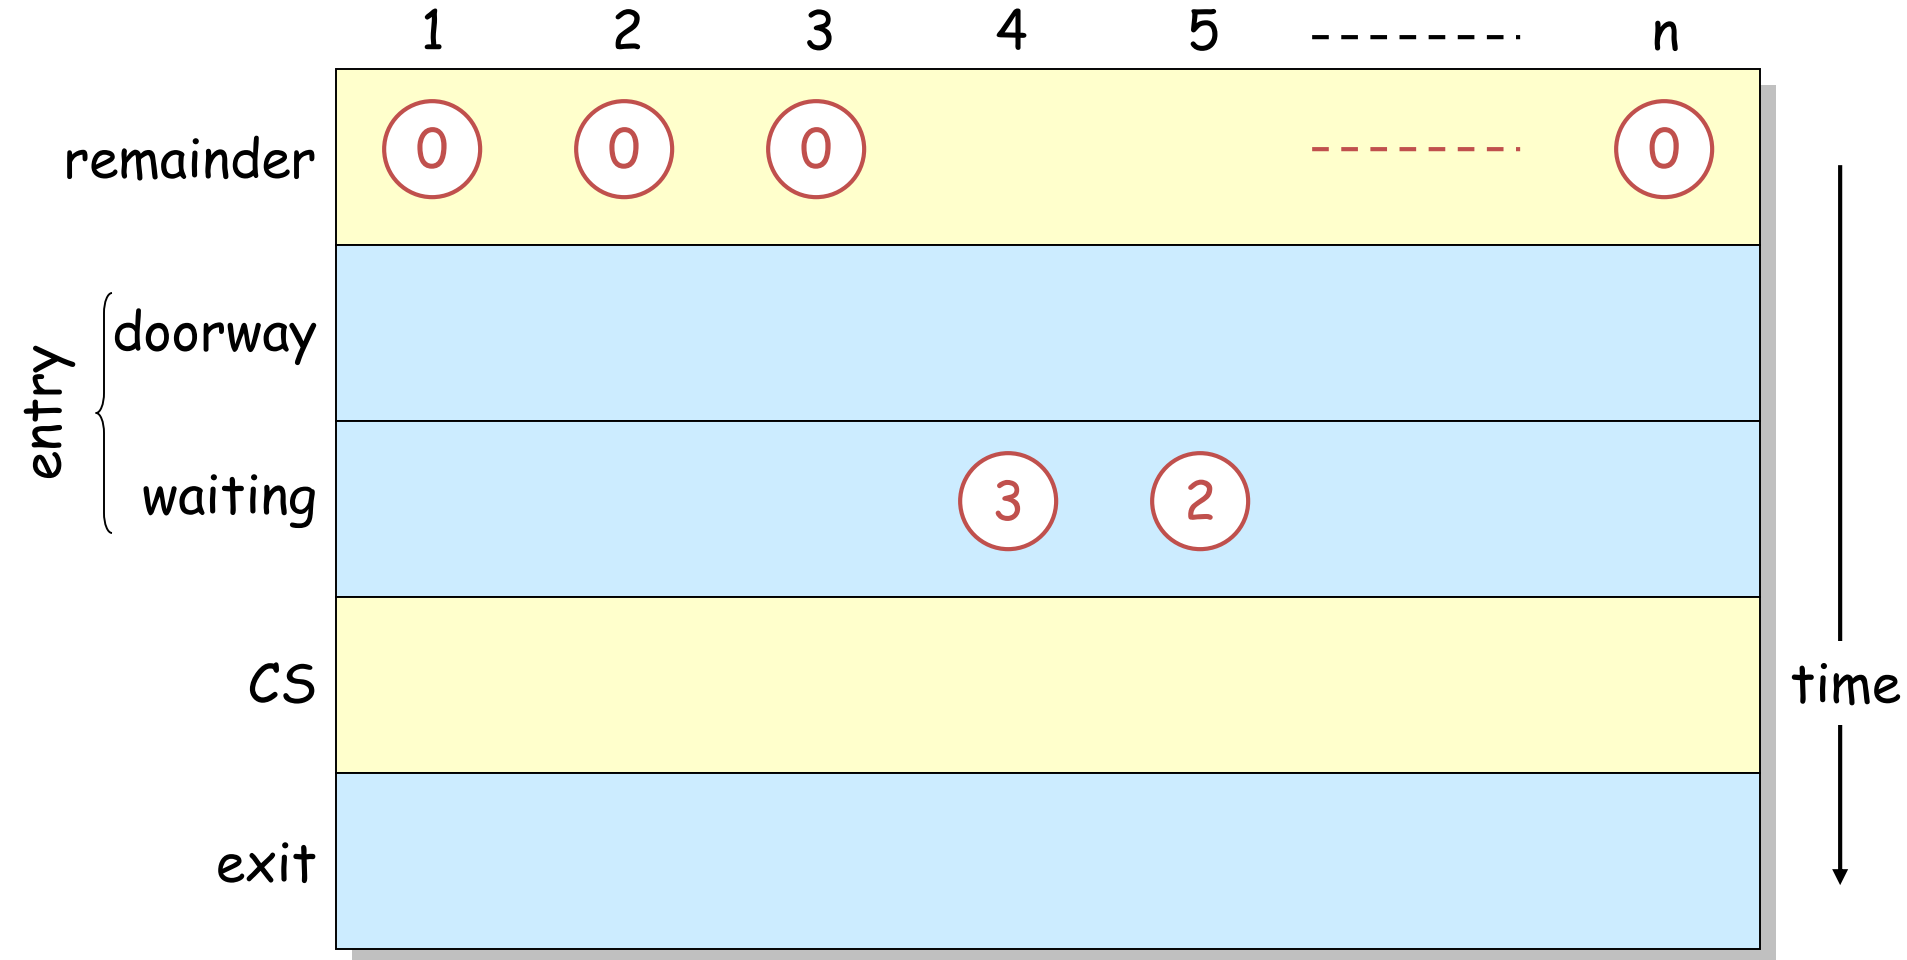 1 2 3 4 5 n
remainder 0 0 0 0
entry
doorway
waiting 3 2
CS
time
exit